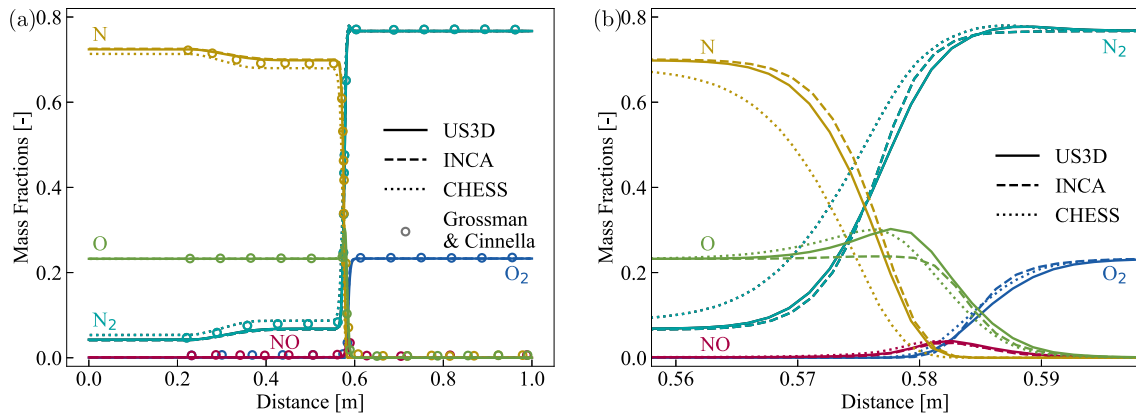 (a)
Mass Fractions [-]
0.8
0.6
0.4
0.2
0.0
N
N2
O
O2
N2
NO
US3D
INCA
CHESS
Grossman
& Cinnella
0.0 0.2 0.4 0.6 0.8 1.0
Distance [m]
(b)
Mass Fractions [-]
0.8
0.6
0.4
0.2
0.0
N
N2
O
O2
NO
US3D
INCA
CHESS
0.56 0.57 0.58 0.59
Distance [m]